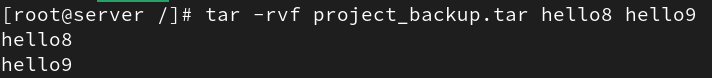 [root@server /]# tar -rvf project_backup.tar hello8 hello9
hello8
hello9